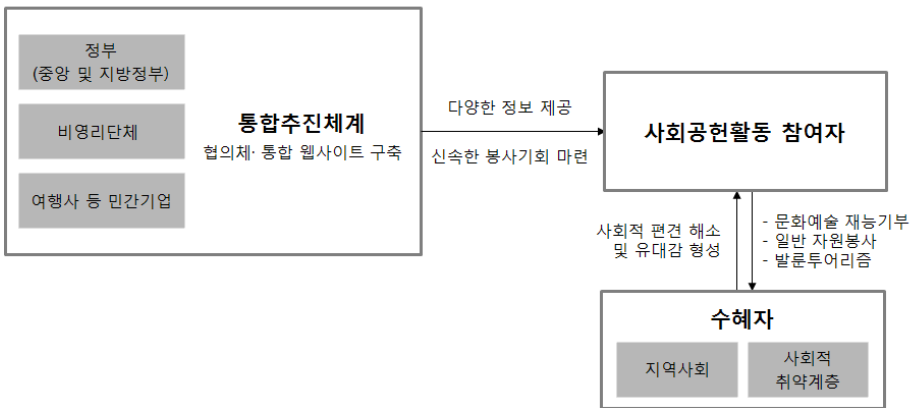 정부
(중앙 및 지방정부)
비영리단체
여행사 등 민간기업
통합추진체계
협의체· 통합 웹사이트 구축
다양한 정보 제공
신속한 봉사기회 마련
사회공헌활동 참여자
사회적 편견 해소
및 유대감 형성
- 문화예술 재능기부
- 일반 자원봉사
- 발룬투어리즘
수혜자
지역사회
사회적
취약계층